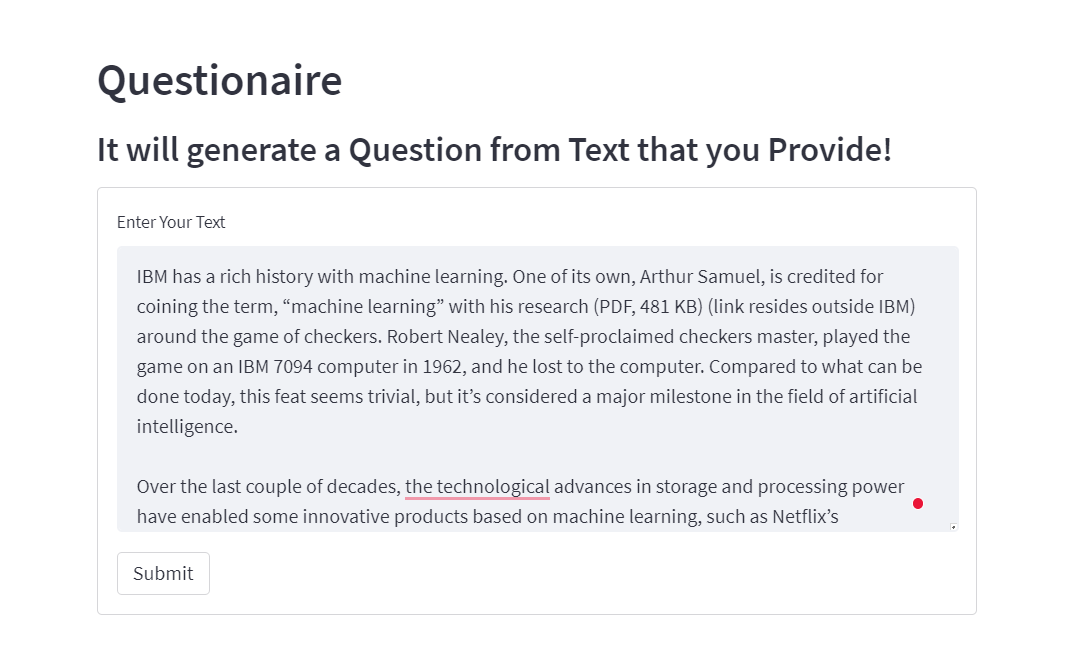 Questionaire
It will generate a Question from Text that you Provide!
Enter Your Text
IBM has a rich history with machine learning. One of its own, Arthur Samuel, is credited for
coining the term, “machine learning” with his research (PDF, 481 KB) (link resides outside IBM)
around the game of checkers. Robert Nealey, the self-proclaimed checkers master, played the
game on an IBM 7094 computer in 1962, and he lost to the computer. Compared to what can be
done today, this feat seems trivial, but it’s considered a major milestone in the field of artificial
intelligence.
Over the last couple of decades, the technological advances in storage and processing power
have enabled some innovative products based on machine learning, such as Netflix’s
Submit